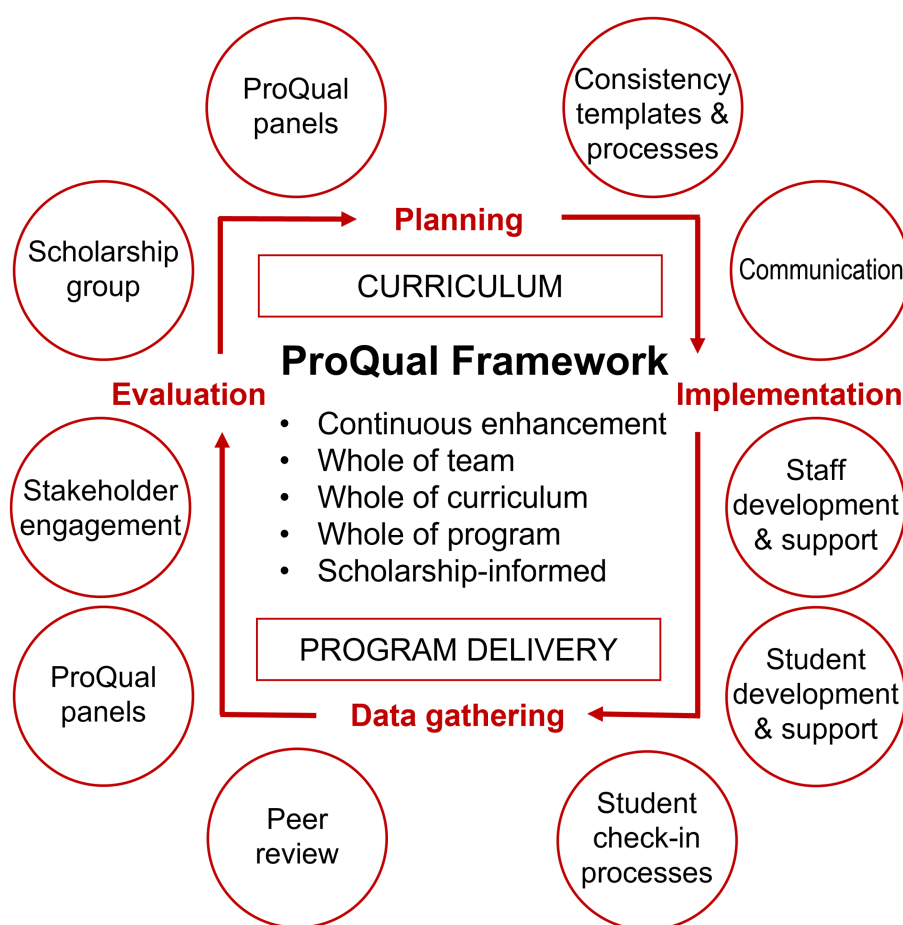 ProQual
panels
Consistency
templates &
processes
Scholarship
group
Planning
Communication
CURRICULUM
ProQual Framework
Evaluation
Implementation
• Continuous enhancement
• Whole of team
• Whole of curriculum
• Whole of program
• Scholarship-informed
Stakeholder
engagement
Staff
development
& support
PROGRAM DELIVERY
ProQual
panels
Data gathering
Student
development
& support
Peer
review
Student
check-in
processes